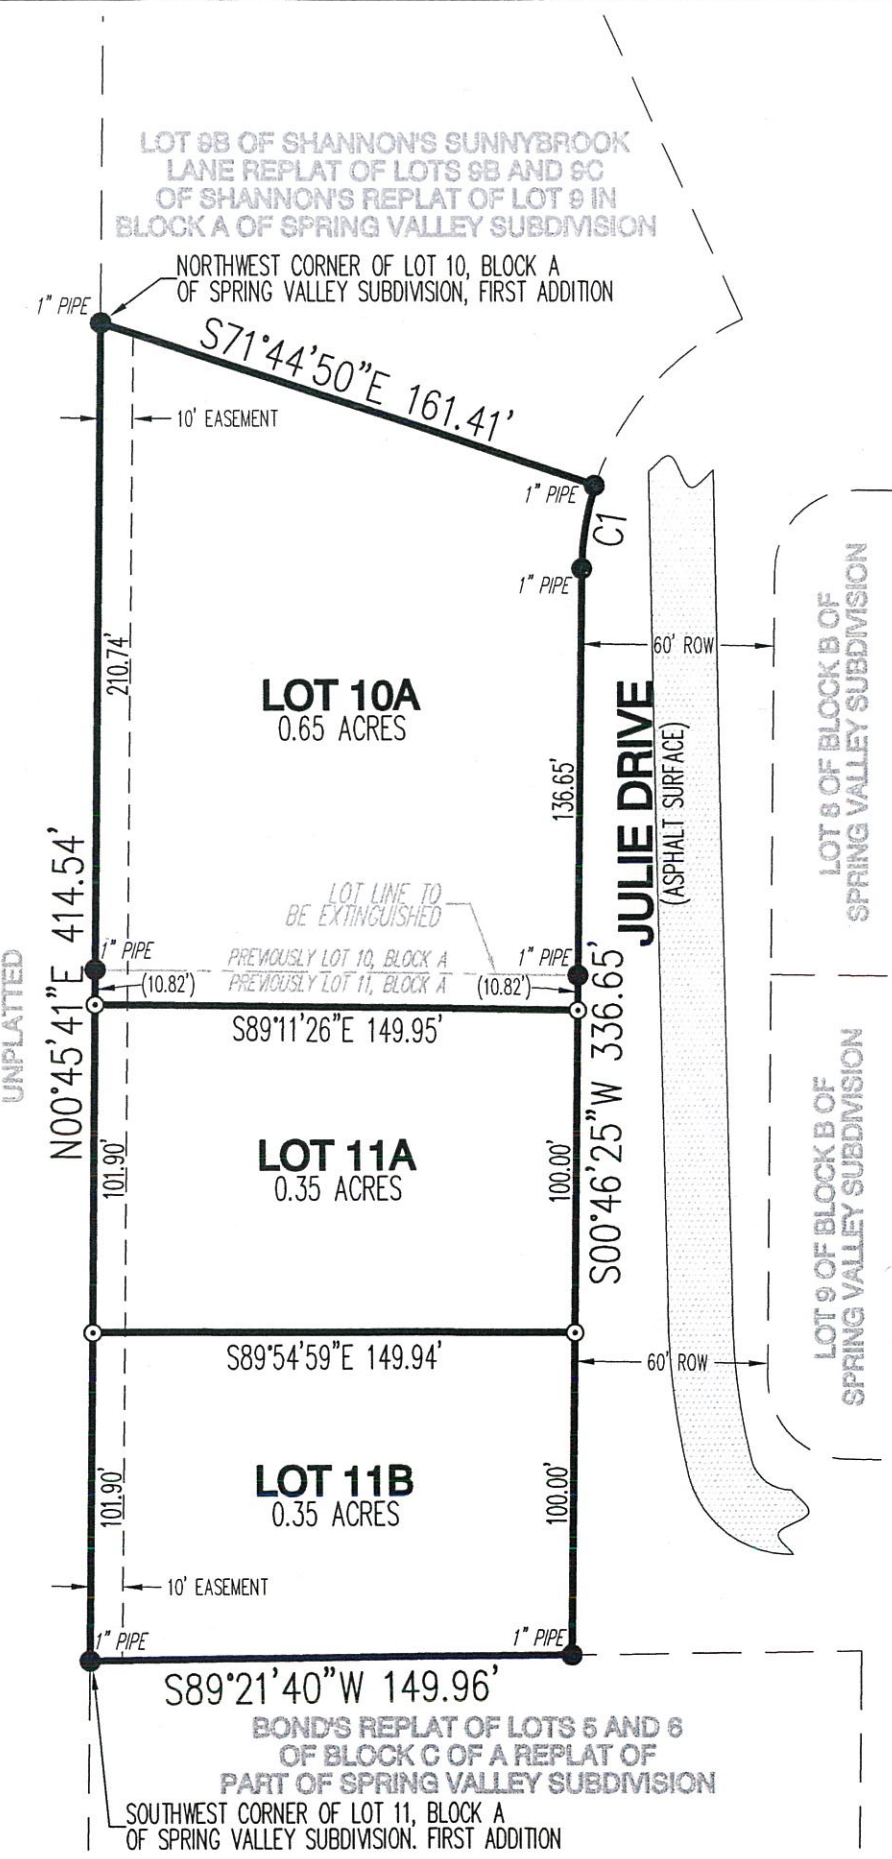 LOT 9B OF SHANNON'S SUNNYBROOK
LANE REPLAT OF LOTS 9B AND 9C
OF SHANNON'S REPLAT OF LOT 9 IN
BLOCK A OF SPRING VALLEY SUBDIVISION
NORTHWEST CORNER OF LOT 10, BLOCK A
OF SPRING VALLEY SUBDIVISION, FIRST ADDITION
1" PIPE
S71°44'50"E 161.41'
10' EASEMENT
1" PIPE
C1
1" PIPE
60' ROW
210.74'
LOT 10A
0.65 ACRES
136.65'
JULIE DRIVE
(ASPHALT SURFACE)
LOT 8 OF BLOCK B OF
SPRING VALLEY SUBDIVISION
N00°45'41"E 414.54'
UNPLATTED
LOT LINE TO
BE EXTINGUISHED
1" PIPE
PREVIOUSLY LOT 10, BLOCK A
1" PIPE
(10.82')
PREVIOUSLY LOT 11, BLOCK A
(10.82')
S89°11'26"E 149.95'
S00°46'25"W 336.65'
101.90'
LOT 11A
0.35 ACRES
100.00'
LOT 9 OF BLOCK B OF
SPRING VALLEY SUBDIVISION
S89°54'59"E 149.94'
60' ROW
101.90'
LOT 11B
0.35 ACRES
100.00'
10' EASEMENT
1" PIPE
1" PIPE
S89°21'40"W 149.96'
BOND'S REPLAT OF LOTS 5 AND 6
OF BLOCK C OF A REPLAT OF
PART OF SPRING VALLEY SUBDIVISION
SOUTHWEST CORNER OF LOT 11, BLOCK A
OF SPRING VALLEY SUBDIVISION. FIRST ADDITION